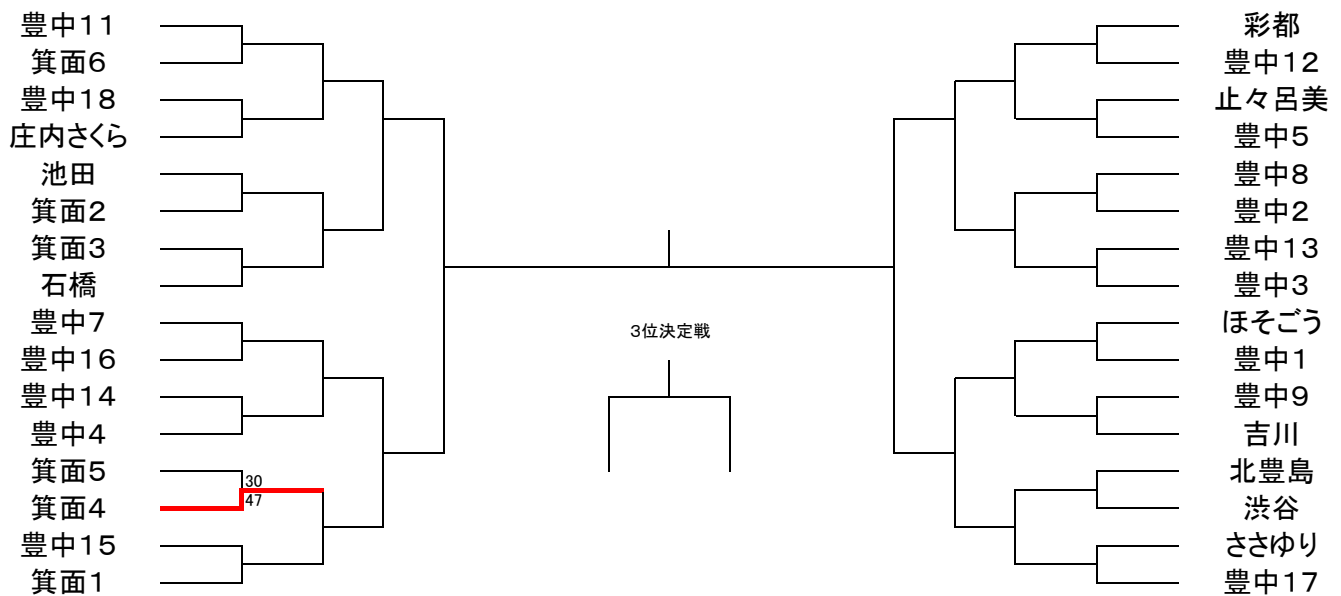 豊中11
箕面6
豊中18
庄内さくら
池田
箕面2
箕面3
石橋
豊中7
豊中16
豊中14
豊中4
箕面5
30
箕面4
47
豊中15
箕面1
3位決定戦
彩都
豊中12
止々呂美
豊中5
豊中8
豊中2
豊中13
豊中3
ほそごう
豊中1
豊中9
吉川
北豊島
渋谷
ささゆり
豊中17